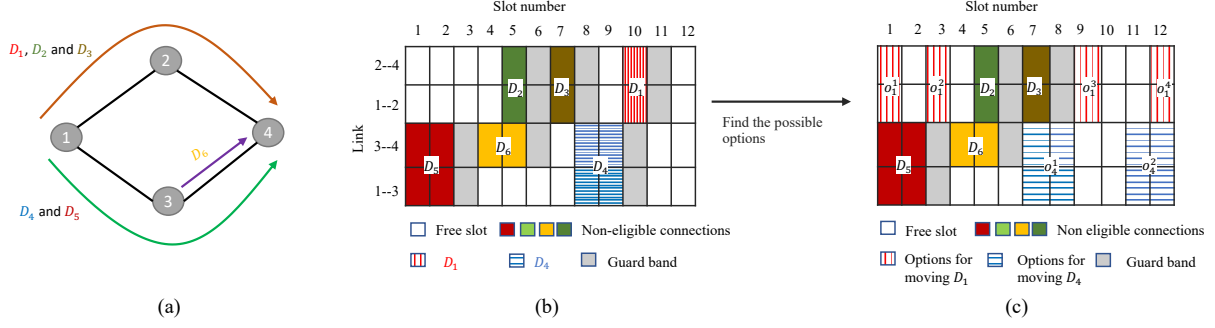 D₁, D₂ and D₃
2
1
4
D₆
3
D₄ and D₅
(a)
Slot number
1 2 3 4 5 6 7 8 9 10 11 12
Link
2--4
1--2
3--4
1--3
D₂
D₃
D₁
D₅
D₆
D₄
Free slot
Non-eligible connections
D₁
D₄
Guard band
(b)
Find the possible
options
Slot number
1 2 3 4 5 6 7 8 9 10 11 12
o₁¹
o₁²
D₂
D₃
o₁³
o₁⁴
D₅
D₆
o₄¹
o₄²
Free slot
Non eligible connections
Options for
moving D₁
Options for
moving D₄
Guard band
(c)